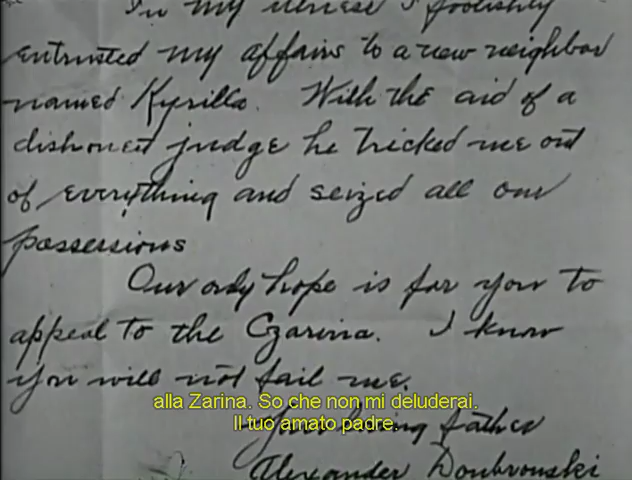 In my illness I foolishly
entrusted my affairs to a new neighbor
named Kyrilla. With the aid of a
dishonest judge he tricked me out
of everything and seized all our
possessions
Our only hope is for you to
appeal to the Czarina. I know
you will not fail me.
alla Zarina. So che non mi deluderai.
Il tuo amato padre.
Your loving father
Alexander Doubrouski